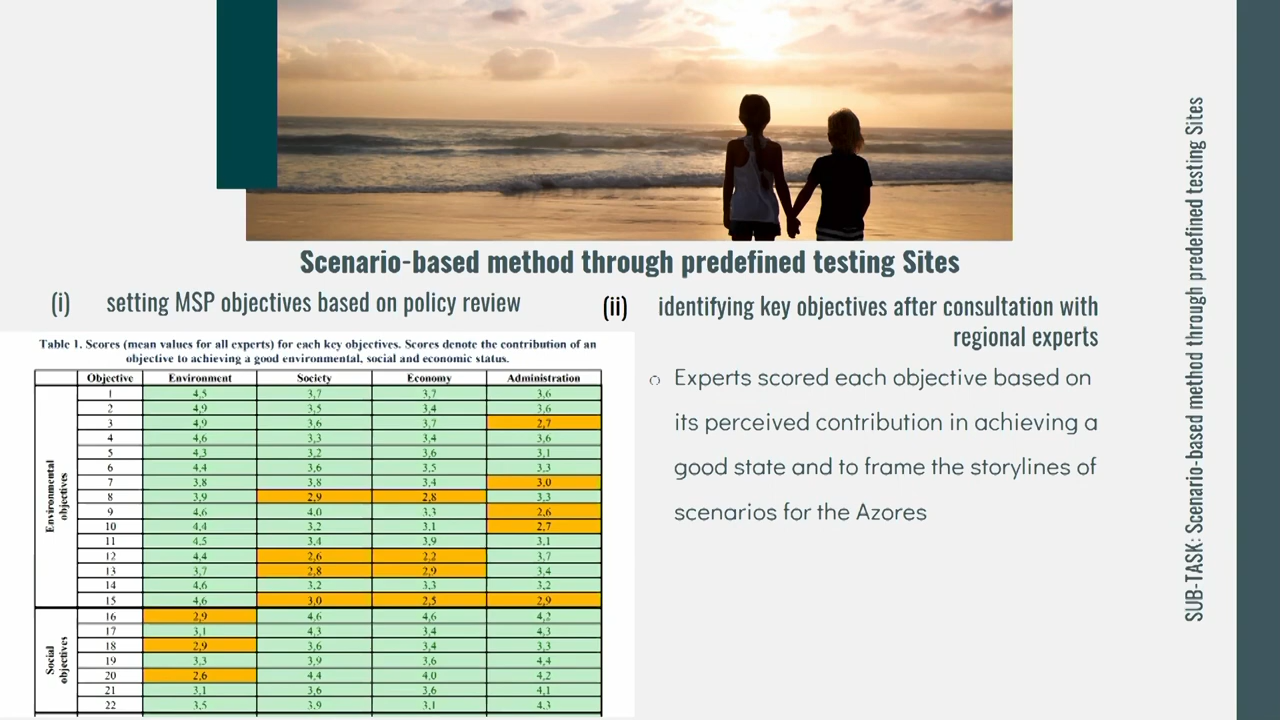 Scenario-based method through predefined testing Sites
(i) setting MSP objectives based on policy review
Table 1. Scores (mean values for all experts) for each key objectives. Scores denote the contribution of an
objective to achieving a good environmental, social and economic status.
Objective Environment Society Economy Administration
Environmental
objectives
1 4,5 3,7 3,7 3,6
2 4,9 3,5 3,4 3,6
3 4,9 3,6 3,7 2,7
4 4,6 3,3 3,4 3,6
5 4,3 3,2 3,6 3,1
6 4,4 3,6 3,5 3,3
7 3,8 3,8 3,4 3,0
8 3,9 2,9 2,8 3,3
9 4,6 4,0 3,3 2,6
10 4,4 3,2 3,1 2,7
11 4,5 3,4 3,9 3,1
12 4,4 2,6 2,2 3,7
13 3,7 2,8 2,9 3,4
14 4,6 3,2 3,3 3,2
15 4,6 3,0 2,5 2,9
Social
objectives
16 2,9 4,6 4,6 4,2
17 3,1 4,3 3,4 4,3
18 2,9 3,6 3,4 3,3
19 3,3 3,9 3,6 4,4
20 2,6 4,4 4,0 4,2
21 3,1 3,6 3,6 4,1
22 3,5 3,9 3,1 4,3
(ii) identifying key objectives after consultation with
regional experts
Experts scored each objective based on
its perceived contribution in achieving a
good state and to frame the storylines of
scenarios for the Azores
SUB-TASK: Scenario-based method through predefined testing Sites